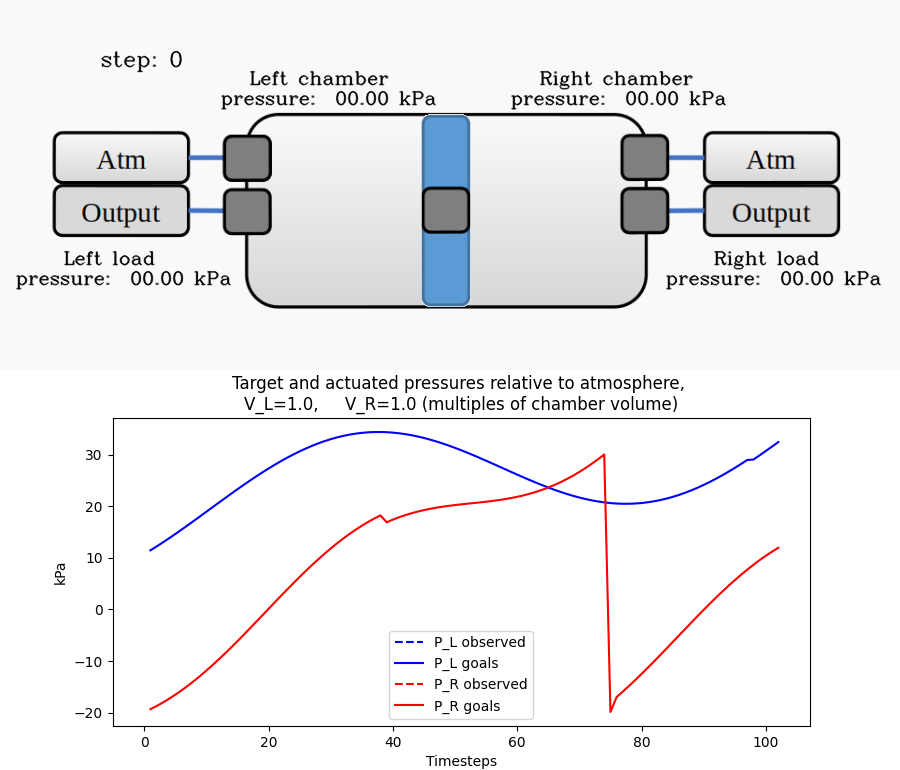 step: 0
Left chamber
pressure: 00.00 kPa
Right chamber
pressure: 00.00 kPa
Atm
Output
Atm
Output
Left load
pressure: 00.00 kPa
Right load
pressure: 00.00 kPa
Target and actuated pressures relative to atmosphere,
V_L=1.0, V_R=1.0 (multiples of chamber volume)
kPa
30
20
10
0
−10
−20
P_L observed
P_L goals
P_R observed
P_R goals
0 20 40 60 80 100
Timesteps